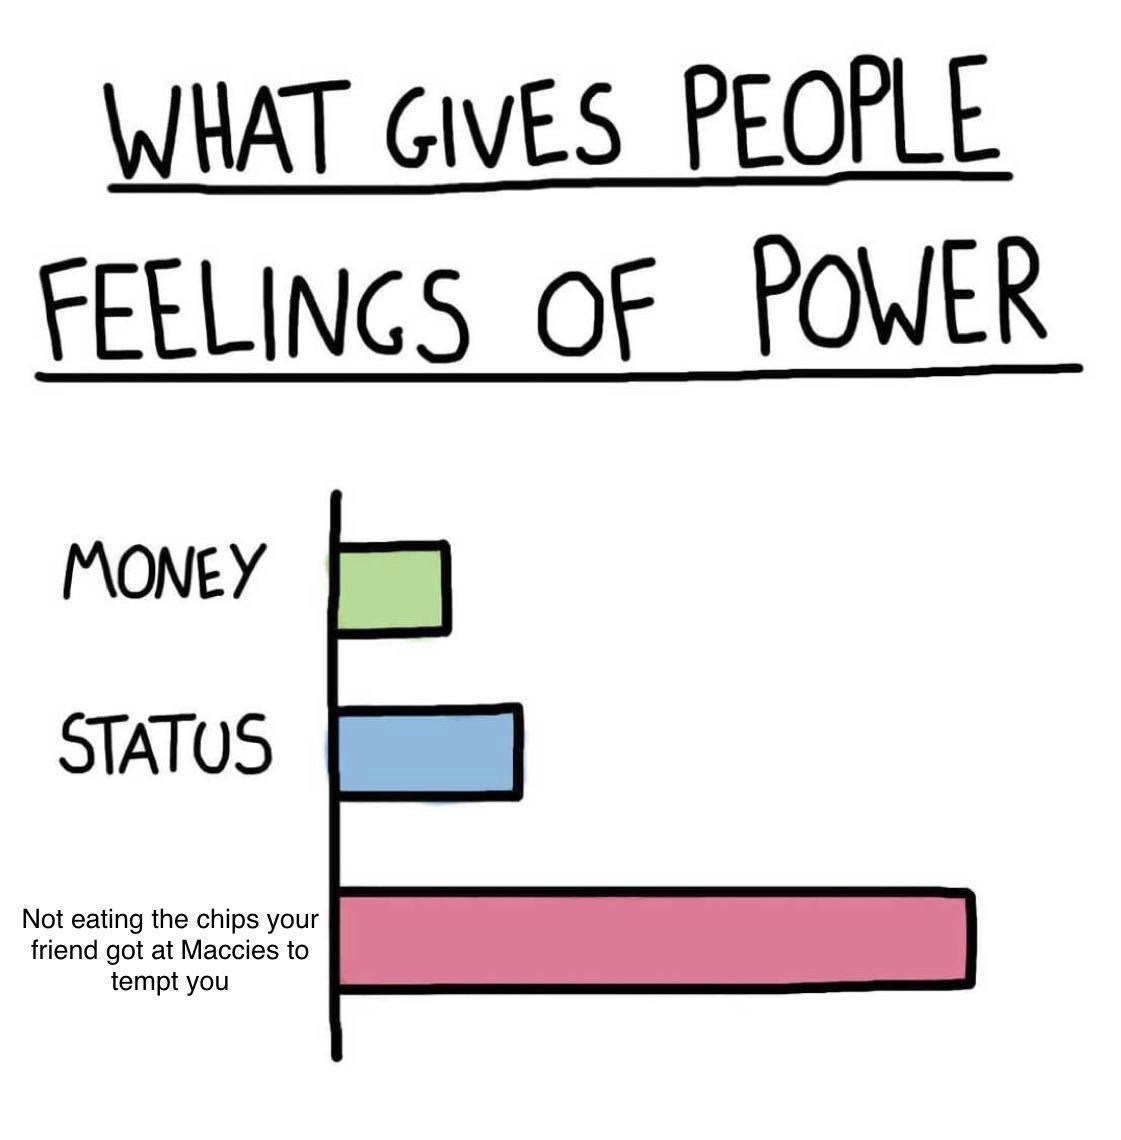 WHAT GIVES PEOPLE
FEELINGS OF POWER
MONEY
STATUS
Not eating the chips your
friend got at Maccies to
tempt you